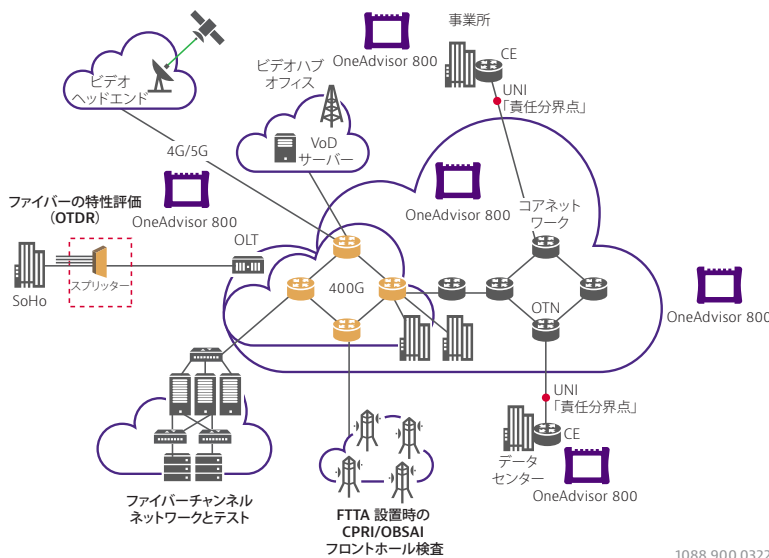 事業所
OneAdvisor 800
CE
UNI
「責任分界点」
ビデオ
ヘッドエンド
ビデオハブ
オフィス
VoD
サーバー
4G/5G
ファイバーの特性評価
(OTDR)
OneAdvisor 800
OneAdvisor 800
コアネット
ワーク
OLT
スプリッター
SoHo
400G
OTN
OneAdvisor 800
UNI
「責任分界点」
CE
データ
センター
OneAdvisor 800
ファイバーチャンネル
ネットワークとテスト
FTTA 設置時の
CPRI/OBSAI
フロントホール検査
1088.900.0322